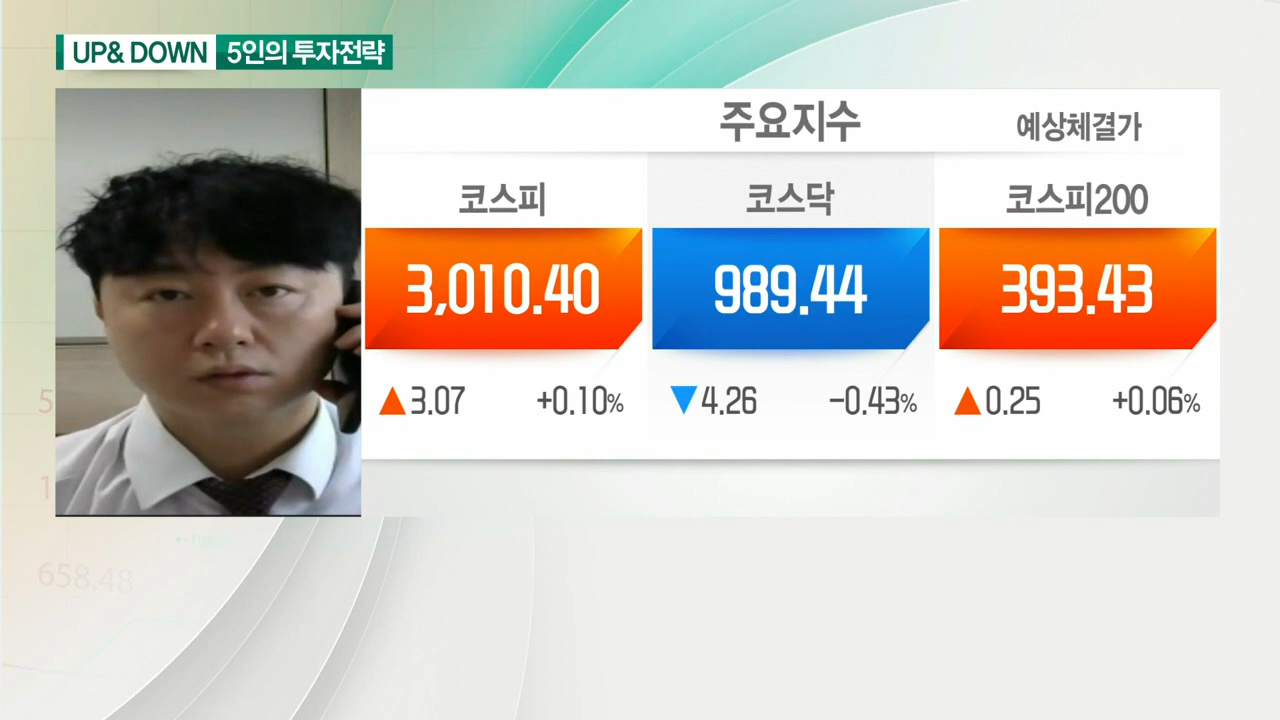 UP& DOWN 5인의 투자전략
주요지수 예상체결가
코스피 코스닥 코스피200
3,010.40 989.44 393.43
▲3.07 +0.10% ▼4.26 -0.43% ▲0.25 +0.06%
658.48